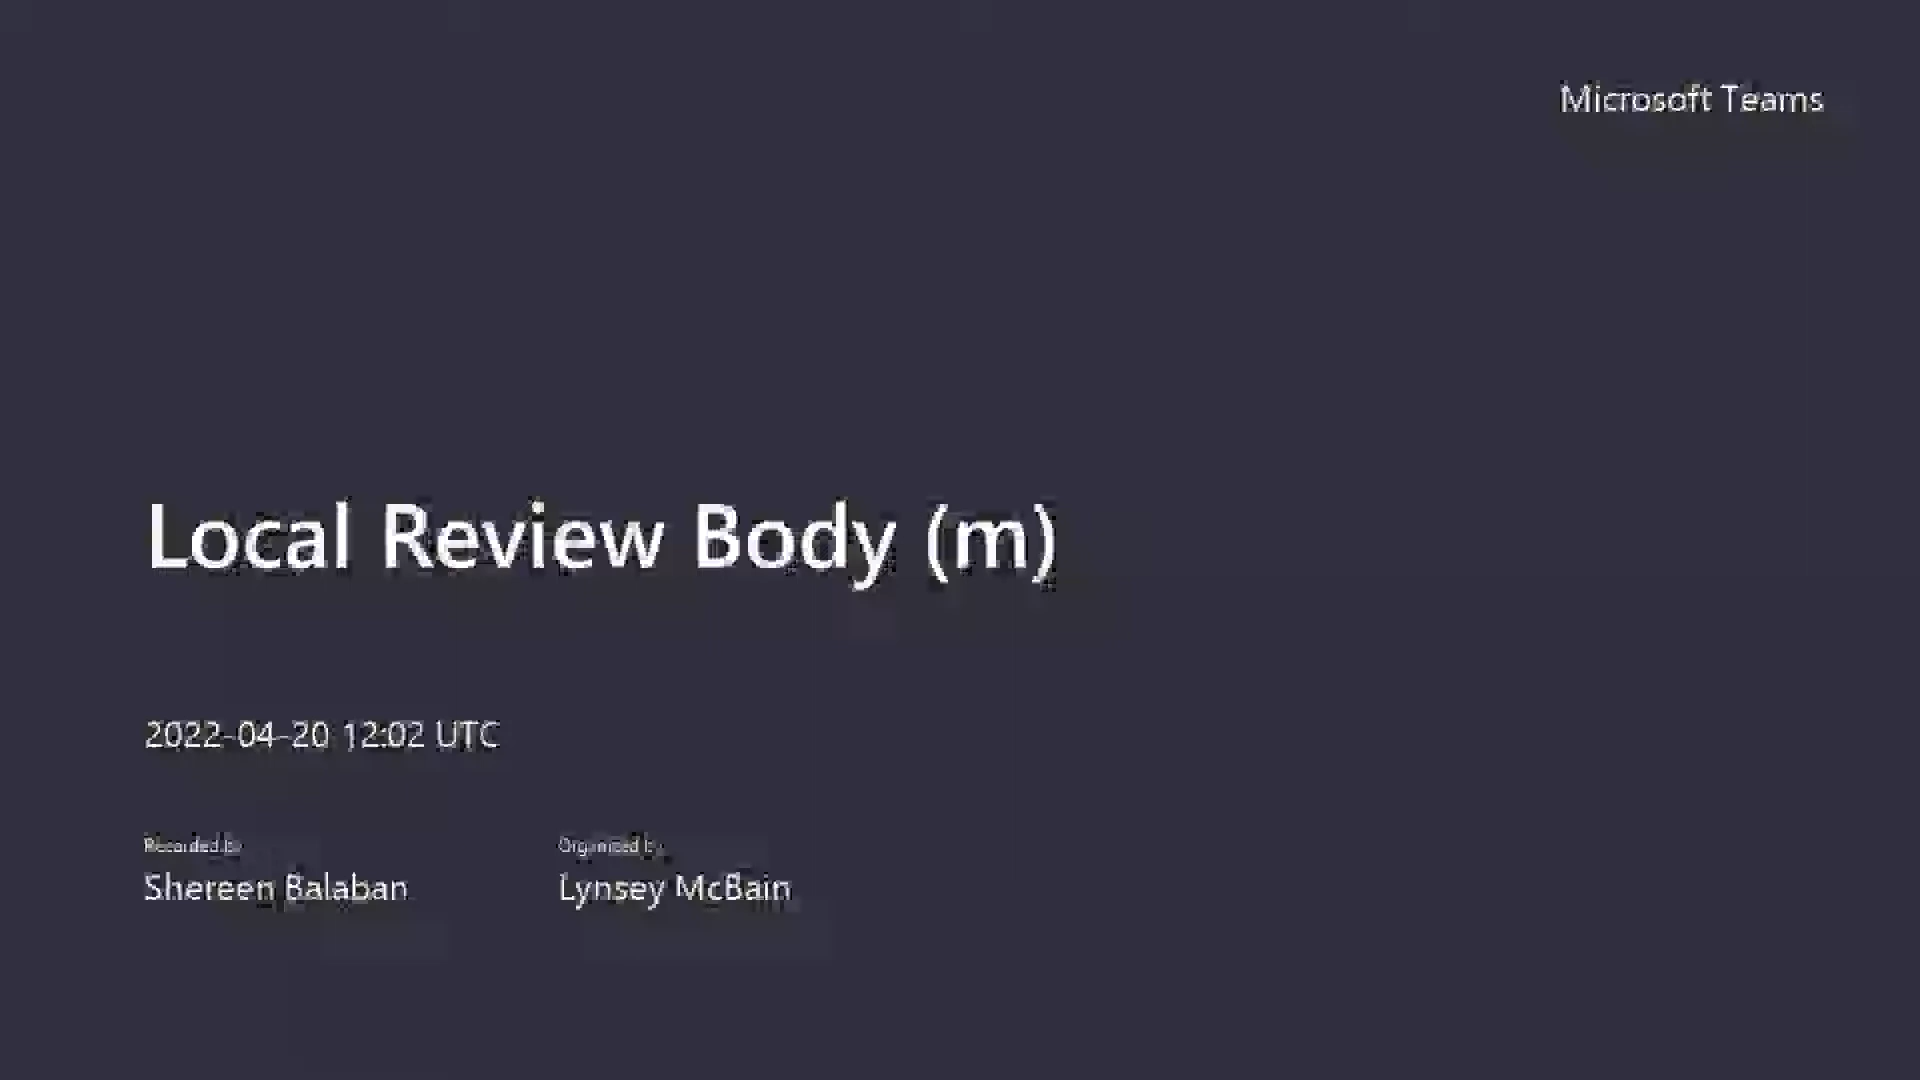 Microsoft Teams
Local Review Body (m)
2022-04-20 12:02 UTC
Recorded by
Organized by
Shereen Balaban
Lynsey McBain